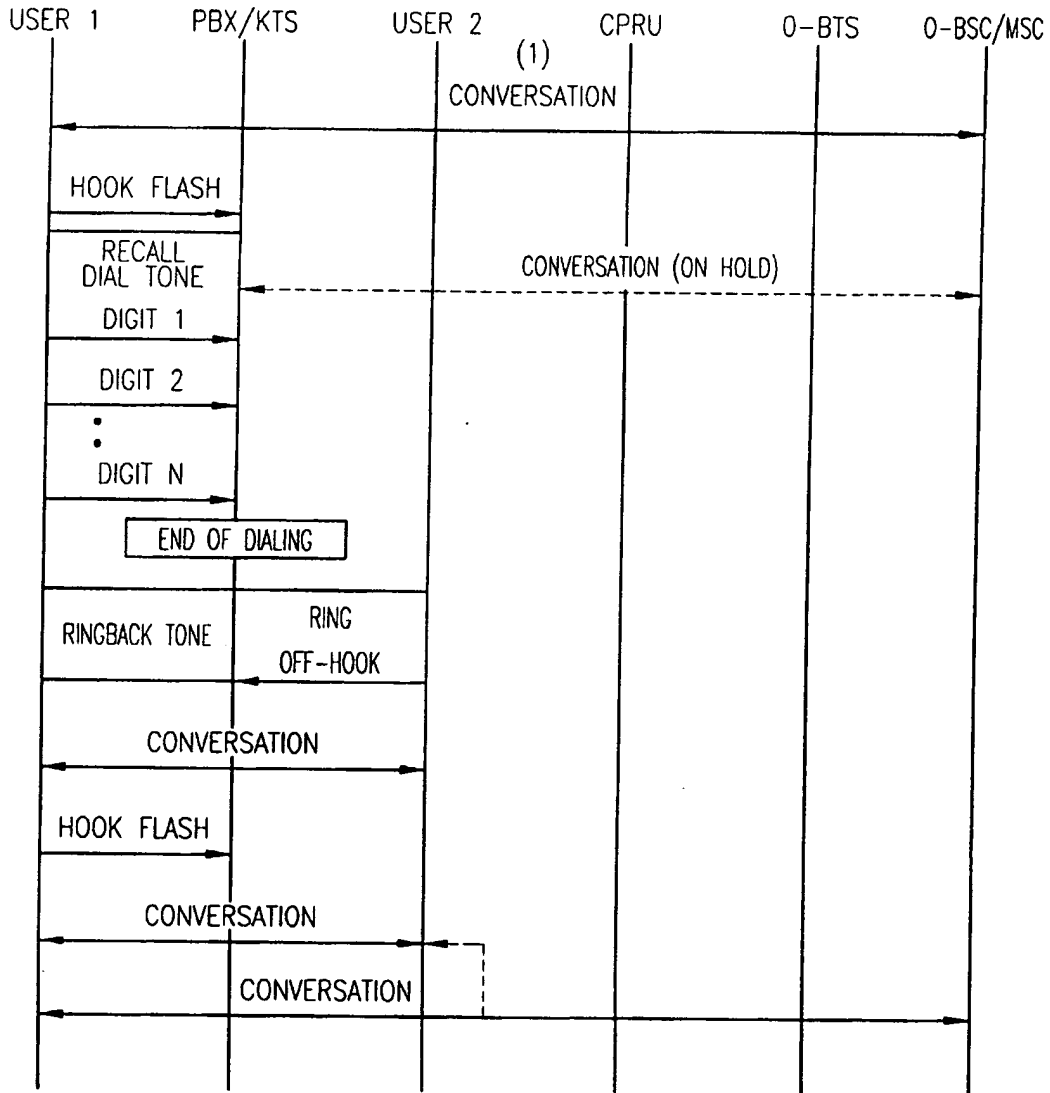 USER 1 PBX/KTS USER 2 CPRU O-BTS O-BSC/MSC
(1)
CONVERSATION
HOOK FLASH
RECALL
DIAL TONE
CONVERSATION (ON HOLD)
DIGIT 1
DIGIT 2
DIGIT N
END OF DIALING
RINGBACK TONE
RING
OFF-HOOK
CONVERSATION
HOOK FLASH
CONVERSATION
CONVERSATION